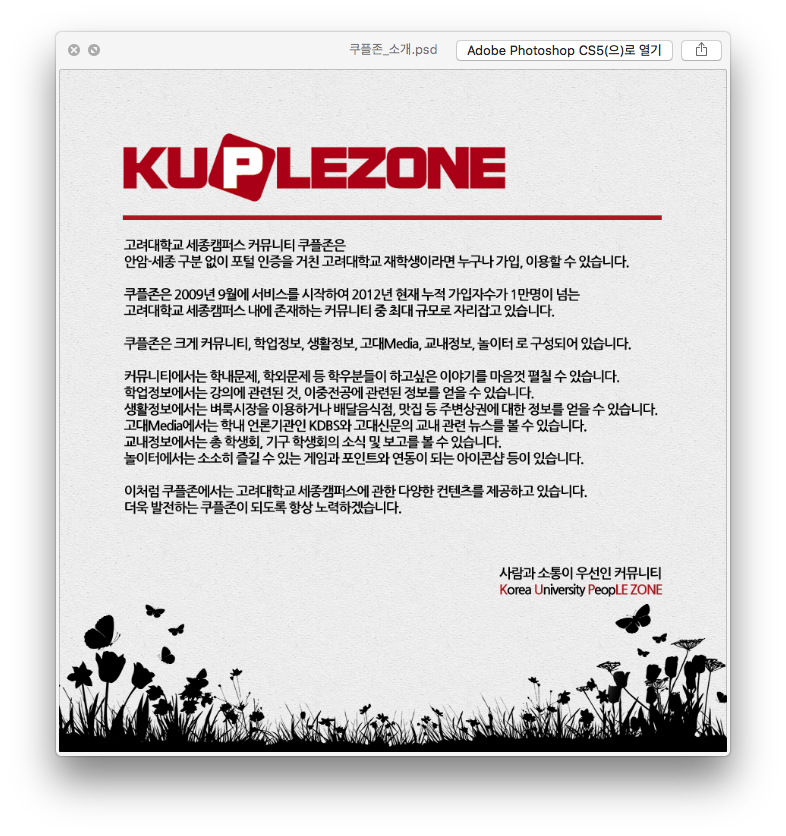 쿠플존_소개.psd
Adobe Photoshop CS5(으)로 열기
KUPLEZONE
고려대학교 세종캠퍼스 커뮤니티 쿠플존은
안암-세종 구분 없이 포털 인증을 거친 고려대학교 재학생이라면 누구나 가입, 이용할 수 있습니다.
쿠플존은 2009년 9월에 서비스를 시작하여 2012년 현재 누적 가입자수가 1만명이 넘는
고려대학교 세종캠퍼스 내에 존재하는 커뮤니티 중 최대 규모로 자리잡고 있습니다.
쿠플존은 크게 커뮤니티, 학업정보, 생활정보, 고대Media, 교내정보, 놀이터 로 구성되어 있습니다.
커뮤니티에서는 학내문제, 학외문제 등 학우분들이 하고싶은 이야기를 마음껏 펼칠 수 있습니다.
학업정보에서는 강의에 관련된 것, 이중전공에 관련된 정보를 얻을 수 있습니다.
생활정보에서는 벼룩시장을 이용하거나 배달음식점, 맛집 등 주변상권에 대한 정보를 얻을 수 있습니다.
고대Media에서는 학내 언론기관인 KDBS와 고대신문의 교내 관련 뉴스를 볼 수 있습니다.
교내정보에서는 총 학생회, 기구 학생회의 소식 및 보고를 볼 수 있습니다.
놀이터에서는 소소히 즐길 수 있는 게임과 포인트와 연동이 되는 아이콘샵 등이 있습니다.
이처럼 쿠플존에서는 고려대학교 세종캠퍼스에 관한 다양한 컨텐츠를 제공하고 있습니다.
더욱 발전하는 쿠플존이 되도록 항상 노력하겠습니다.
사람과 소통이 우선인 커뮤니티
Korea University PeopLE ZONE